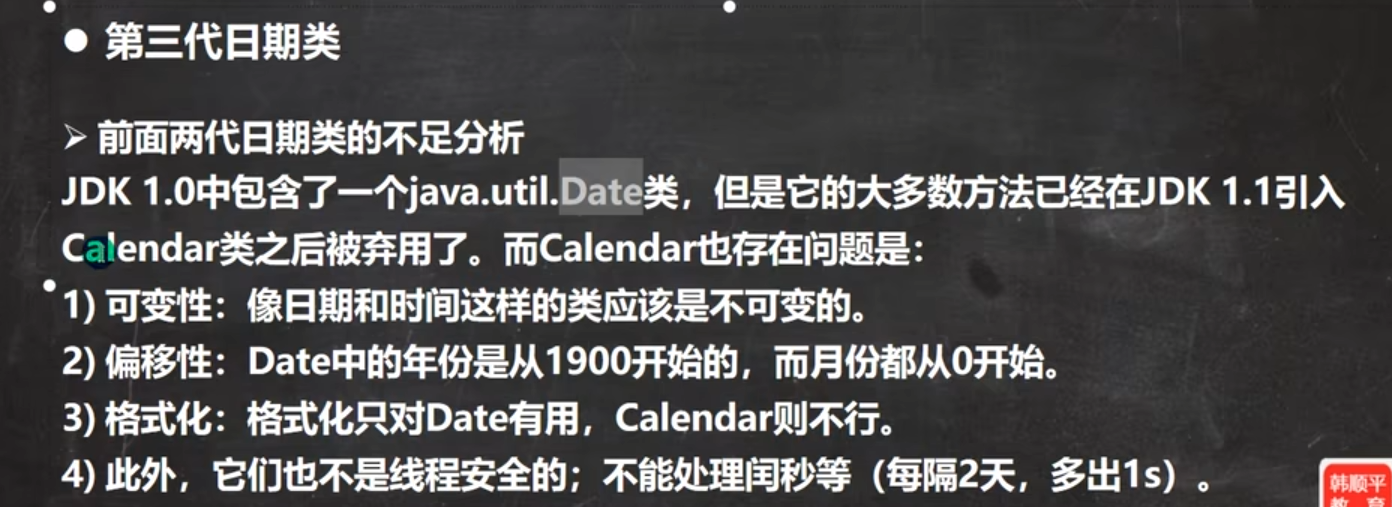 ● 第三代日期类
➢ 前面两代日期类的不足分析
JDK 1.0中包含了一个java.util.Date类，但是它的大多数方法已经在JDK 1.1引入
Calendar类之后被弃用了。而Calendar也存在问题是：
1) 可变性：像日期和时间这样的类应该是不可变的。
2) 偏移性：Date中的年份是从1900开始的，而月份都从0开始。
3) 格式化：格式化只对Date有用，Calendar则不行。
4) 此外，它们也不是线程安全的；不能处理闰秒等（每隔2天，多出1s）。
韩顺平
教育